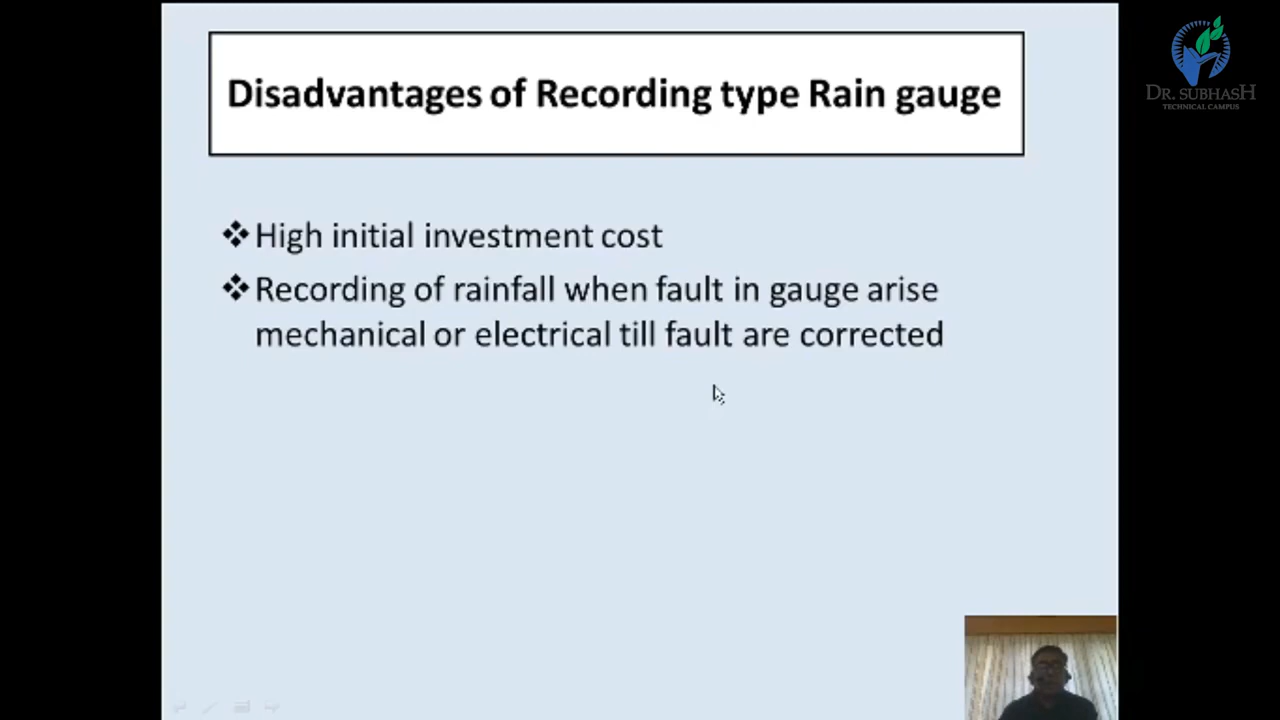 Disadvantages of Recording type Rain gauge
❖ High initial investment cost
❖ Recording of rainfall when fault in gauge arise
mechanical or electrical till fault are corrected
DR. SUBHASH
TECHNICAL CAMPUS